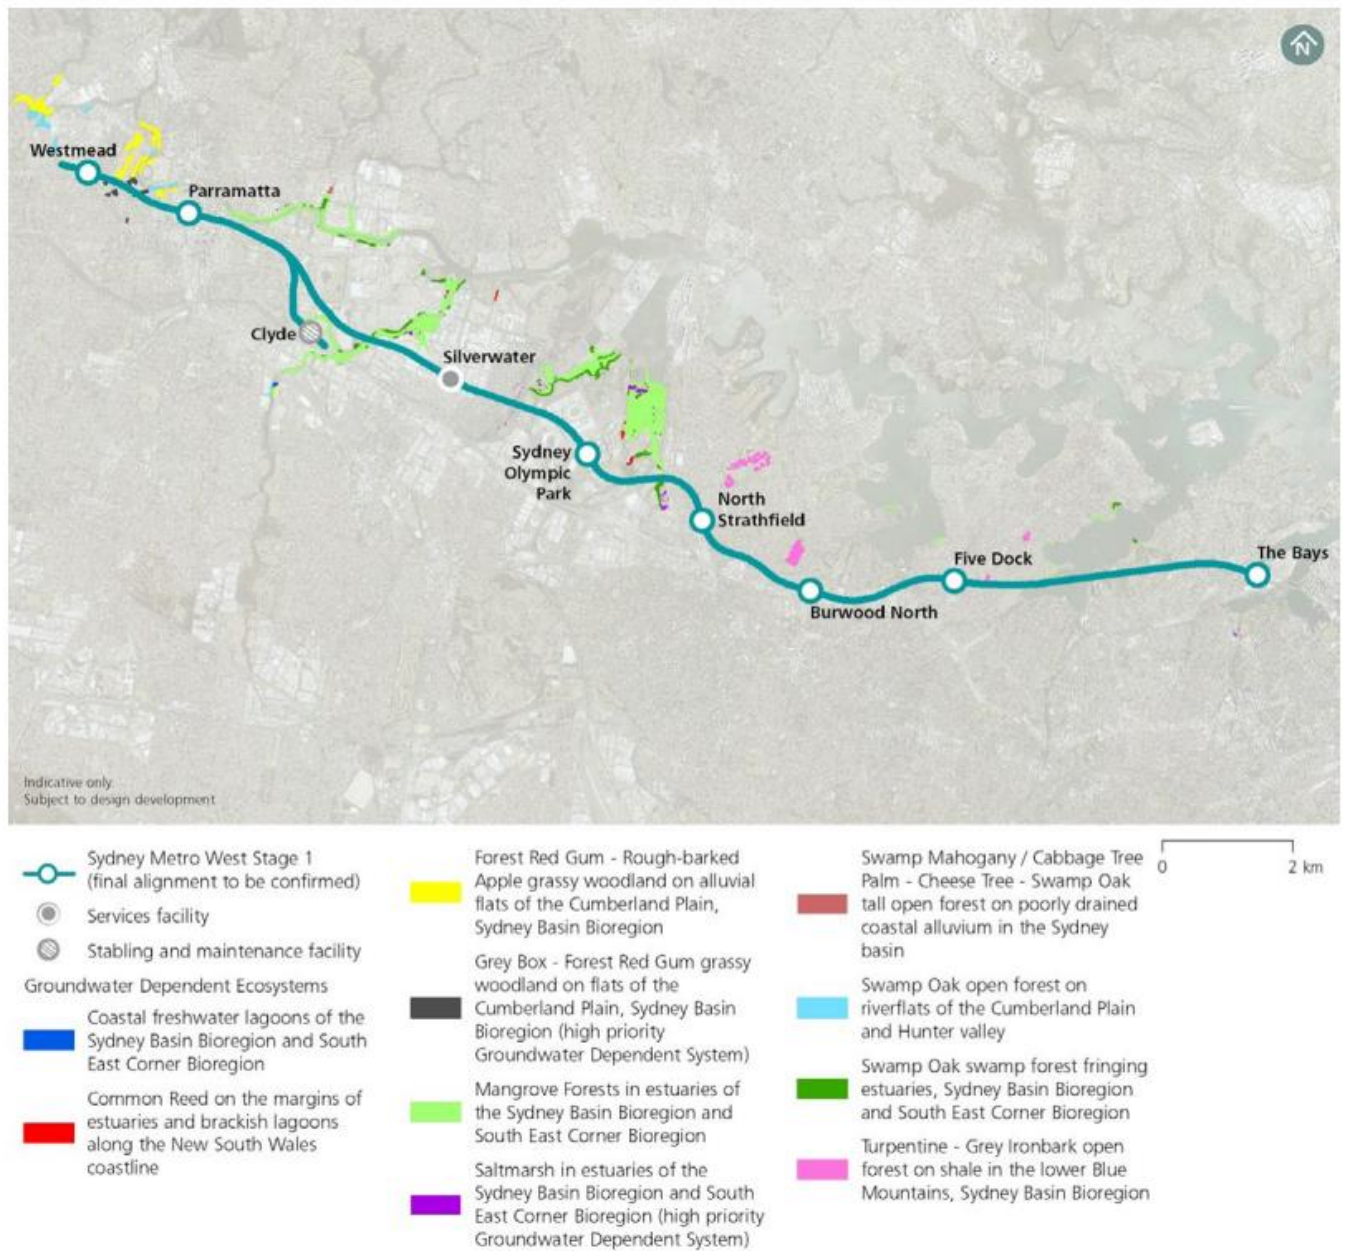 N
Westmead
Parramatta
Clyde
Silverwater
Sydney
Olympic
Park
North
Strathfield
Five Dock
The Bays
Burwood North
Indicative only.
Subject to design development
Sydney Metro West Stage 1
(final alignment to be confirmed)
Services facility
Stabling and maintenance facility
Groundwater Dependent Ecosystems
Coastal freshwater lagoons of the
Sydney Basin Bioregion and South
East Corner Bioregion
Common Reed on the margins of
estuaries and brackish lagoons
along the New South Wales
coastline
Forest Red Gum - Rough-barked
Apple grassy woodland on alluvial
flats of the Cumberland Plain,
Sydney Basin Bioregion
Grey Box - Forest Red Gum grassy
woodland on flats of the
Cumberland Plain, Sydney Basin
Bioregion (high priority
Groundwater Dependent System)
Mangrove Forests in estuaries of
the Sydney Basin Bioregion and
South East Corner Bioregion
Saltmarsh in estuaries of the
Sydney Basin Bioregion and South
East Corner Bioregion (high priority
Groundwater Dependent System)
Swamp Mahogany / Cabbage Tree
Palm - Cheese Tree - Swamp Oak
tall open forest on poorly drained
coastal alluvium in the Sydney
basin
Swamp Oak open forest on
riverflats of the Cumberland Plain
and Hunter valley
Swamp Oak swamp forest fringing
estuaries, Sydney Basin Bioregion
and South East Corner Bioregion
Turpentine - Grey Ironbark open
forest on shale in the lower Blue
Mountains, Sydney Basin Bioregion
0 2 km